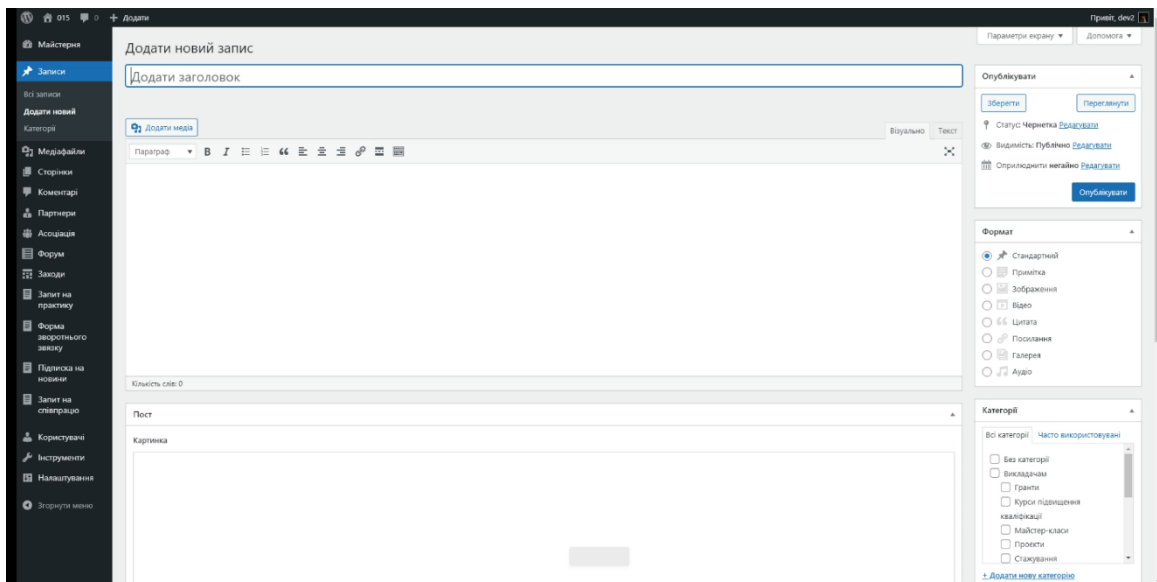 015 0 + Додати
Привіт, dev2
Майстерня
Записи
Всі записи
Додати новий
Категорії
Медіафайли
Сторінки
Коментарі
Партнери
Асоціація
Форум
Заходи
Запит на
практику
Форма
зворотнього
звязку
Підписка на
новини
Запит на
співпрацю
Користувачі
Інструменти
Налаштування
Згорнути меню
Параметри екрану ▼
Допомога ▼
Додати новий запис
Додати заголовок
Додати медіа
Візуально Текст
Параграф B I
Кількість слів: 0
Пост
Картинка
Опублікувати
Зберегти Переглянути
Статус: Чернетка Редагувати
Видимість: Публічно Редагувати
Оприлюднити негайно Редагувати
Опублікувати
Формат
Стандартний
Примітка
Зображення
Відео
Цитата
Посилання
Галерея
Аудіо
Категорії
Всі категорії Часто використовувані
Без категорії
Викладачам
Гранти
Курси підвищення
кваліфікації
Майстер-класи
Проекти
Стажування
+ Додати нову категорію